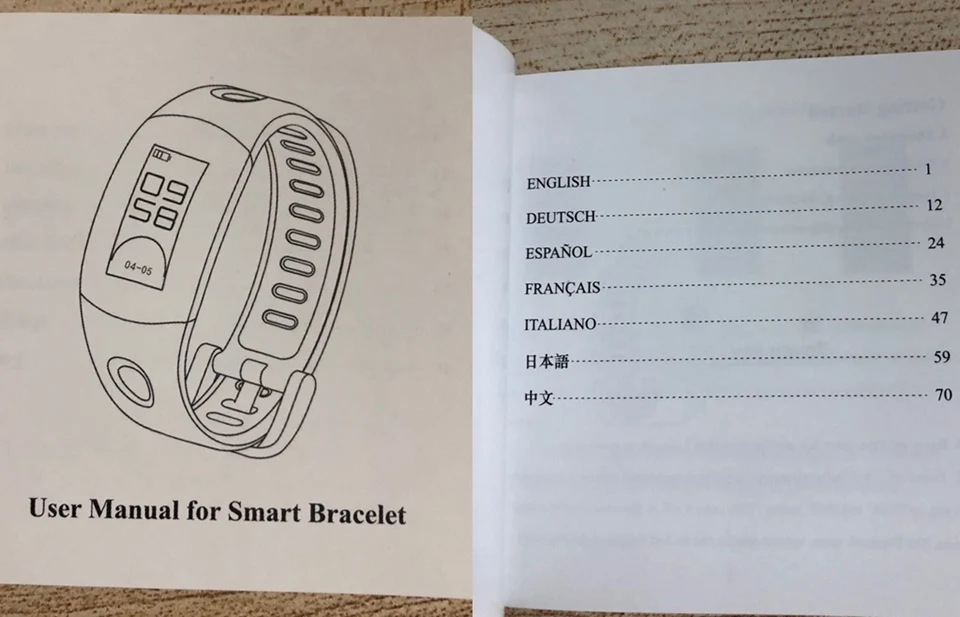 09
58
04-05
User Manual for Smart Bracelet
ENGLISH--------------------1
DEUTSCH--------------------12
ESPAÑOL--------------------24
FRANÇAIS--------------------35
ITALIANO--------------------47
日本語--------------------59
中文--------------------70